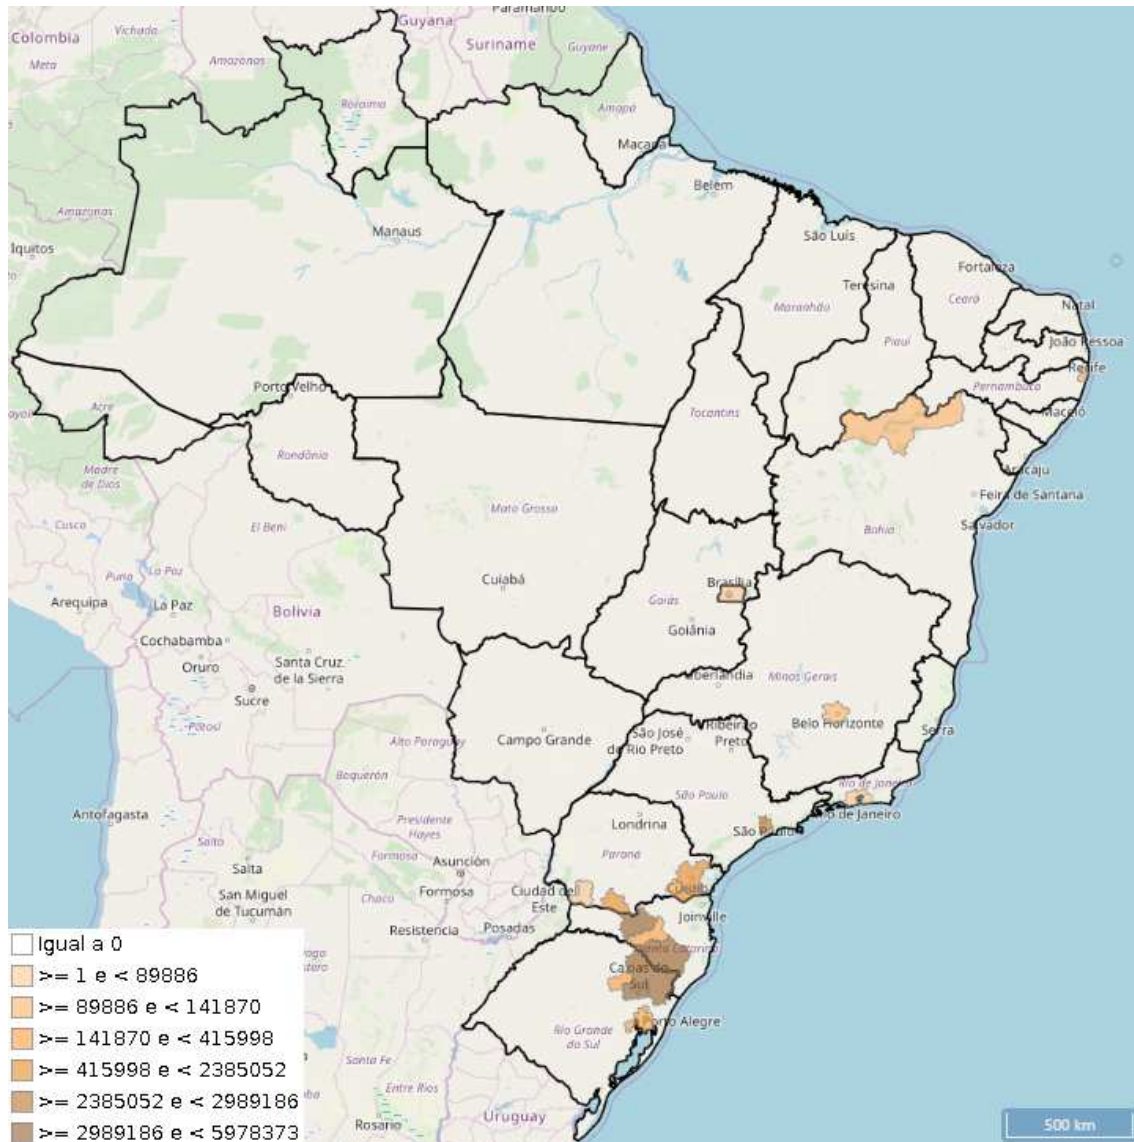 Paramaribo
Guyana
Colombia
Vichada
Suriname
Guyane
Meta
Amazonas
Roraima
Amapá
Macapá
Belém
Amazonas
Manaus
São Luís
Iquitos
Fortaleza
Teresina
Ceará
Natal
Maranhão
Piauí
João Pessoa
Recife
Porto Velho
Pernambuco
Acre
Tocantins
Maceió
Rondônia
Madre
de Dios
Aracaju
Mato Grosso
Feira de Santana
Cusco
El Beni
Bahia
Salvador
Puno
La Paz
Cuiabá
Brasília
Arequipa
La Paz
Bolivia
Goiás
Goiânia
Cochabamba
Oruro
Santa Cruz
de la Sierra
Uberlandia
Minas Gerais
Sucre
Potosí
Belo Horizonte
Serra
Campo Grande
São José
do Rio Preto
Ribeirão
Preto
Alto Paraguay
Boquerón
Rio de Janeiro
São Paulo
Antofagasta
Presidente
Hayes
Londrina
São Paulo
Rio de Janeiro
Salta
Formosa
Asunción
Paraná
Salta
San Miguel
de Tucumán
Chaco
Formosa
Ciudad del
Este
Curitiba
Resistencia
Posadas
Joinville
Santa Catarina
Caxias do
Sul
Porto Alegre
Rio Grande
do Sul
Santa Fe
Entre Ríos
Rosario
Uruguay
Igual a 0
>= 1 e < 89886
>= 89886 e < 141870
>= 141870 e < 415998
>= 415998 e < 2385052
>= 2385052 e < 2989186
>= 2989186 e < 5978373
500 km